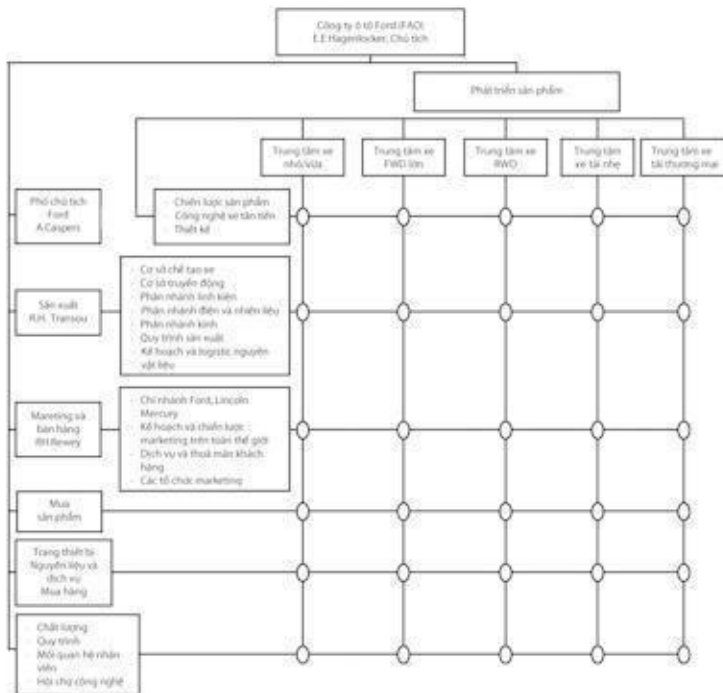 Công ty ô tô Ford (FAO)
E.E Hagenlocker, Chủ tịch
Phát triển sản phẩm
Trung tâm xe
nhỏ/vừa
Trung tâm xe
FWD lớn
Trung tâm xe
RWD
Trung tâm
xe tải nhẹ
Trung tâm xe
tải thương mại
Phó chủ tịch
Ford
A.Caspers
- Chiến lược sản phẩm
- Công nghệ xe tân tiến
- Thiết kế
Sản xuất
R.H. Transou
- Cơ sở chế tạo xe
- Cơ sở truyền động
- Phân nhánh linh kiện
- Phân nhánh điện và nhiên liệu
- Phân nhánh kính
- Quy trình sản xuất
- Kế hoạch và logistic nguyên
vật liệu
Mareting và
bán hàng
RH Rewey
- Chi nhánh Ford, Lincoln
Mercury
- Kế hoạch và chiến lược
marketing trên toàn thế giới
- Dịch vụ và thoả mãn khách
hàng
- Các tổ chức marketing
Mua
sản phẩm
Trang thiết bị
Nguyên liệu và
dịch vụ
Mua hàng
- Chất lượng
- Quy trình
- Mối quan hệ nhân
viên
- Hội chợ công nghệ